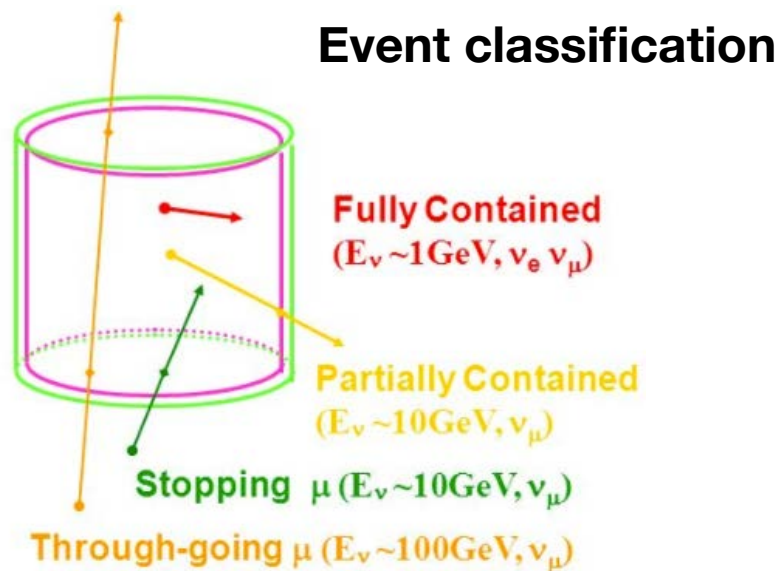 Event classification
Fully Contained
(Eν ~1GeV, νe νμ)
Partially Contained
(Eν ~10GeV, νμ)
Stopping μ (Eν ~10GeV, νμ)
Through-going μ (Eν ~100GeV, νμ)